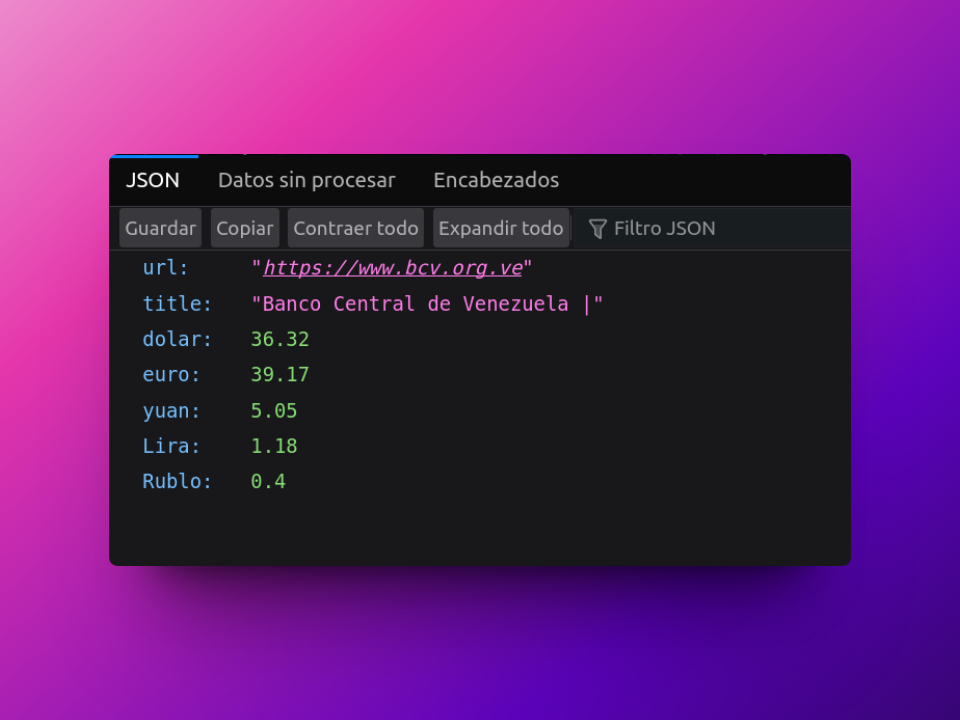 JSON Datos sin procesar Encabezados
Guardar Copiar Contraer todo Expandir todo Filtro JSON
url: "https://www.bcv.org.ve"
title: "Banco Central de Venezuela |"
dolar: 36.32
euro: 39.17
yuan: 5.05
Lira: 1.18
Rublo: 0.4